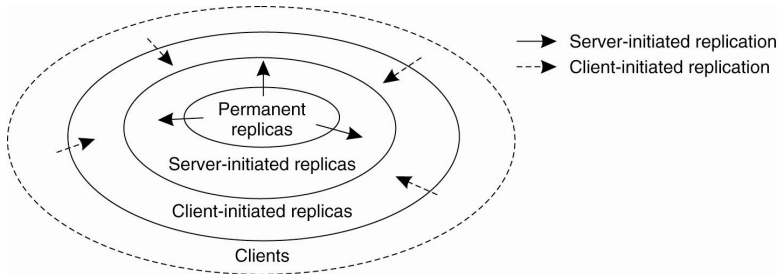 Server-initiated replication
Client-initiated replication
Permanent
replicas
Server-initiated replicas
Client-initiated replicas
Clients